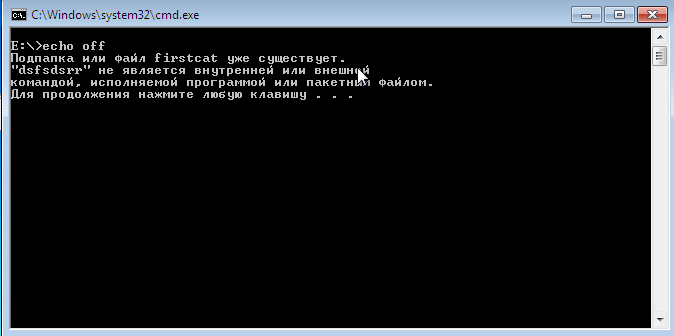 C:\Windows\system32\cmd.exe
E:\>echo off
Подпапка или файл firstcat уже существует.
"dsfsdsrr" не является внутренней или внешней
командой, исполняемой программой или пакетным файлом.
Для продолжения нажмите любую клавишу . . .